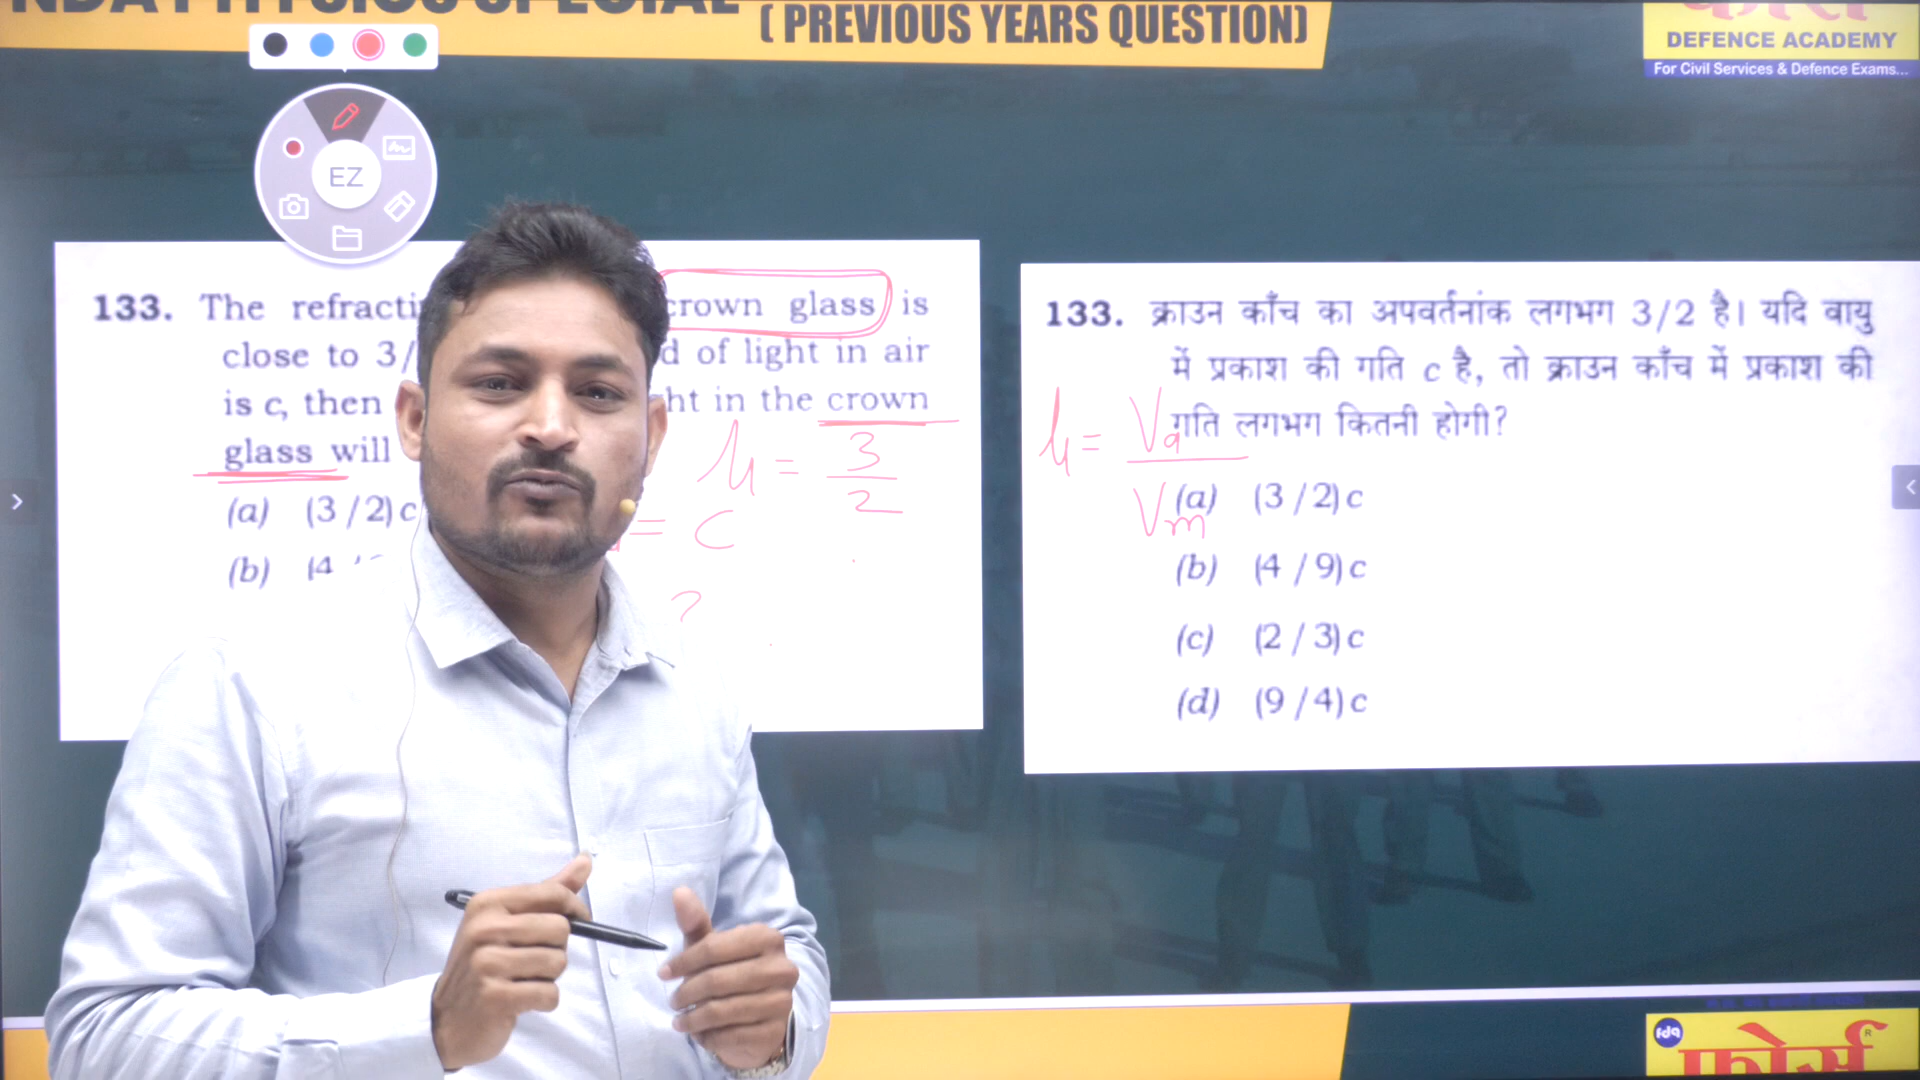 ( PREVIOUS YEARS QUESTION)
DEFENCE ACADEMY
For Civil Services & Defence Exams...
EZ
133. The refracti crown glass is
close to 3/ d of light in air
is c, then ht in the crown
glass will
(a) (3 /2) c
(b) (4
μ = 3
2
= c
?
133. क्राउन काँच का अपवर्तनांक लगभग 3/2 है। यदि वायु
में प्रकाश की गति c है, तो क्राउन काँच में प्रकाश की
गति लगभग कितनी होगी?
(a) (3 /2) c
(b) (4 / 9) c
(c) (2 / 3) c
(d) (9 / 4) c
μ = Va
Vm
fda
फोर्स